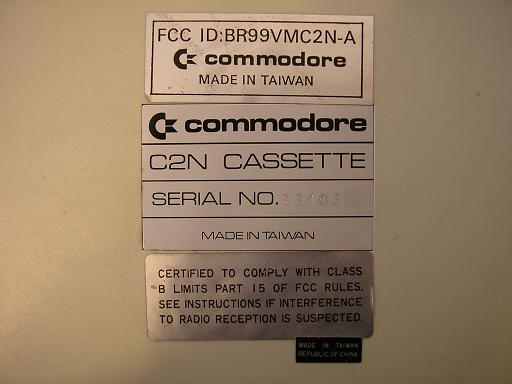 FCC ID:BR99VMC2N-A
commodore
MADE IN TAIWAN
commodore
C2N CASSETTE
SERIAL NO. 33403
MADE IN TAIWAN
CERTIFIED TO COMPLY WITH CLASS
B LIMITS PART 15 OF FCC RULES.
SEE INSTRUCTIONS IF INTERFERENCE
TO RADIO RECEPTION IS SUSPECTED.
MADE IN TAIWAN
REPUBLIC OF CHINA